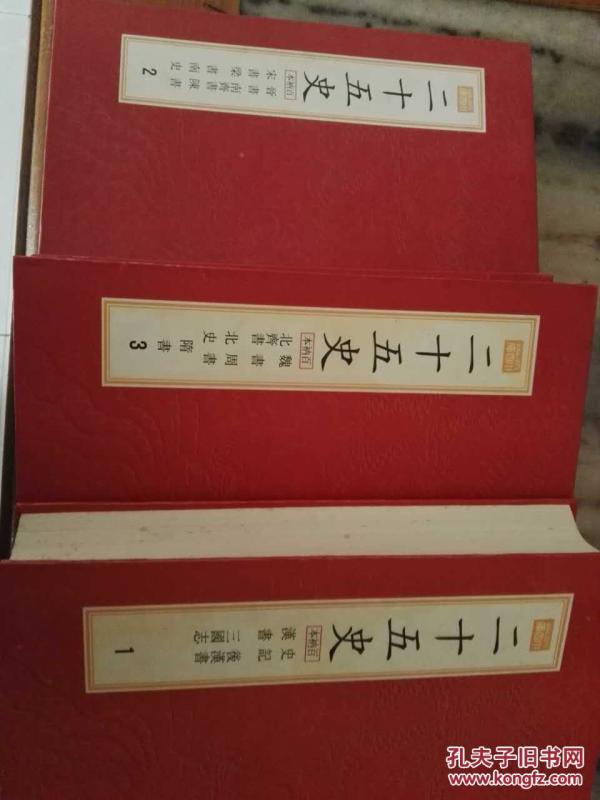 二十五史
百衲本
晉書
宋書
南齊書
梁書
陳書
南史
2
二十五史
百衲本
魏書
北齊書
周書
北史
隋書
3
二十五史
百衲本
史記
漢書
後漢書
三國志
1
孔夫子旧书网
www.kongfz.com